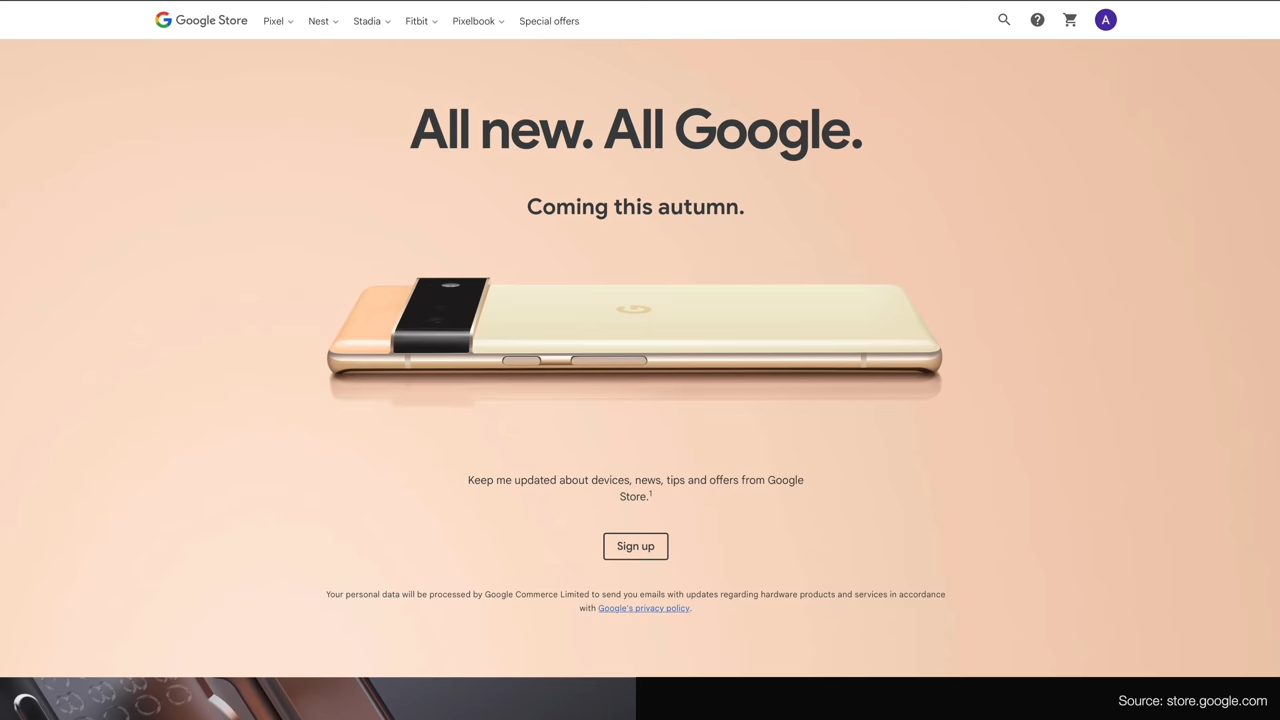 Google Store Pixel Nest Stadia Fitbit Pixelbook Special offers A
All new. All Google.
Coming this autumn.
Keep me updated about devices, news, tips and offers from Google
Store.1
Sign up
Your personal data will be processed by Google Commerce Limited to send you emails with updates regarding hardware products and services in accordance
with Google's privacy policy.
Source: store.google.com